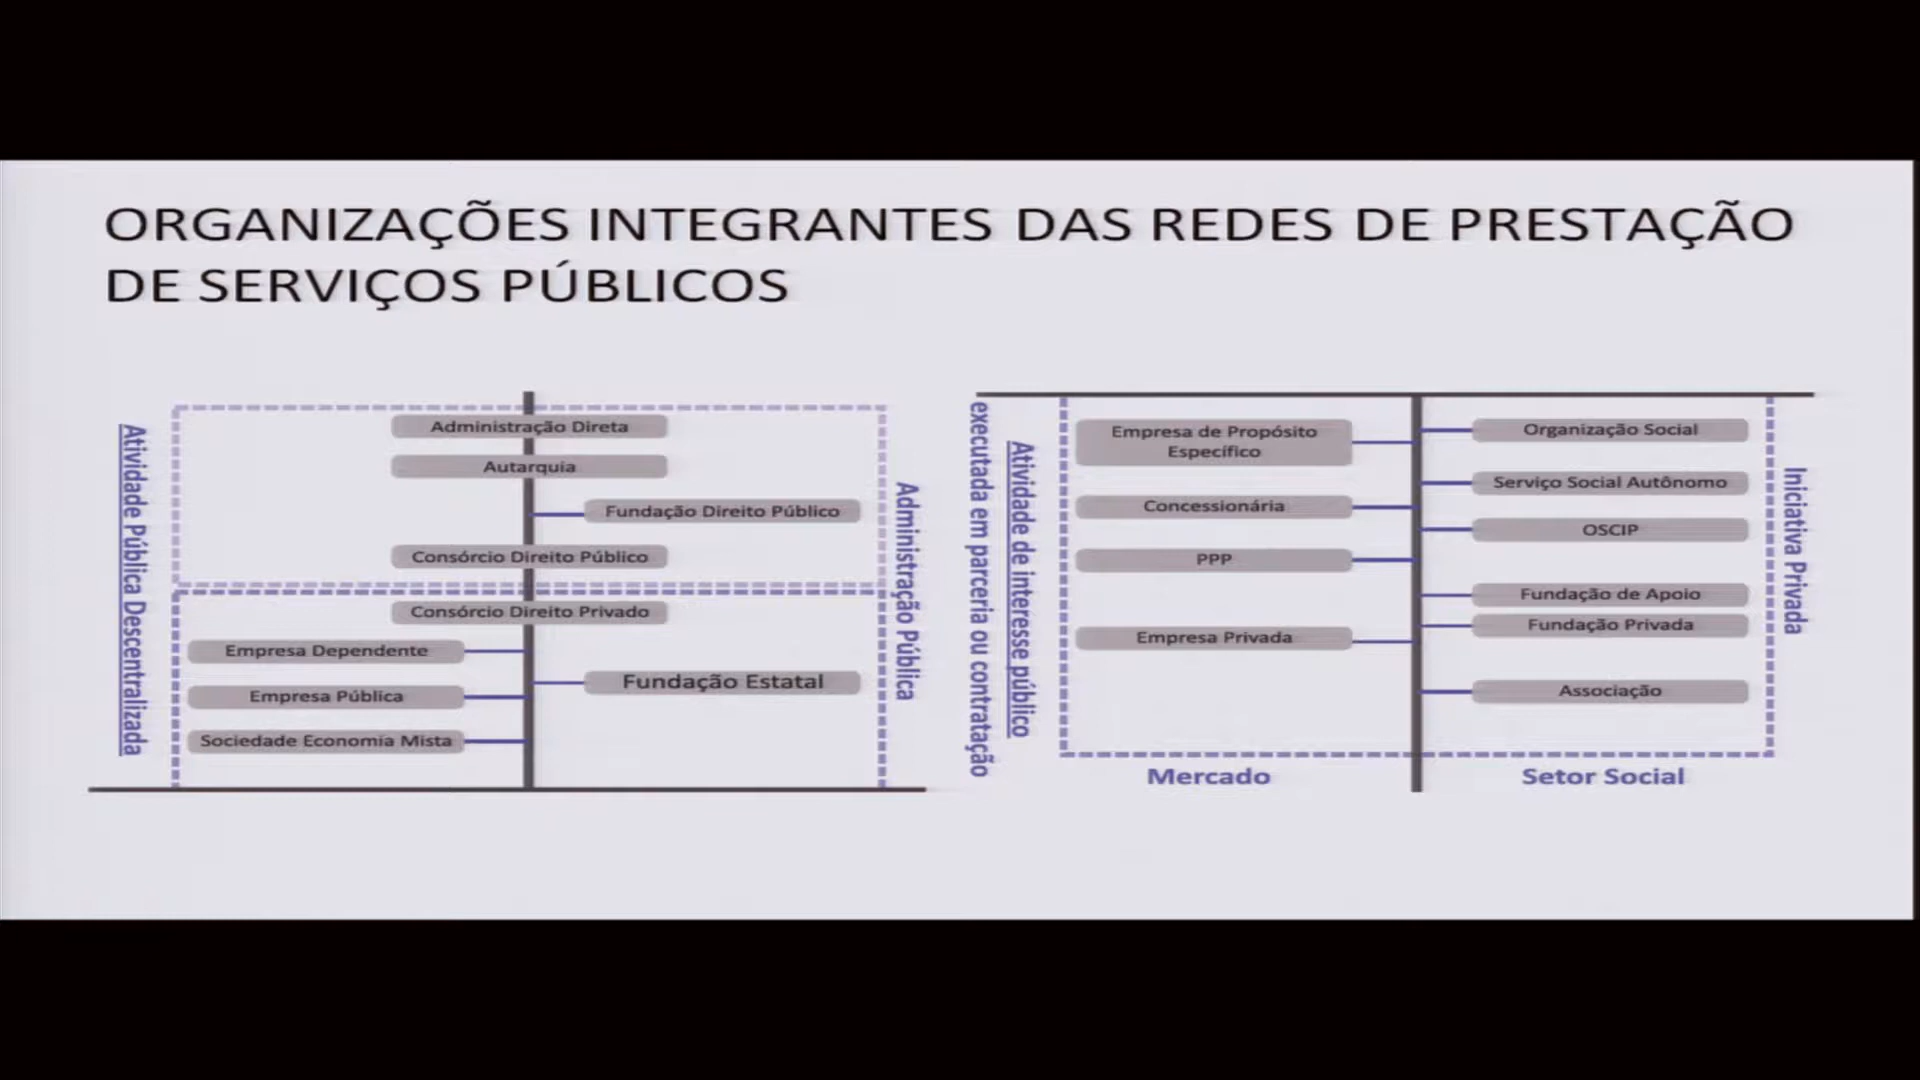 ORGANIZAÇÕES INTEGRANTES DAS REDES DE PRESTAÇÃO
DE SERVIÇOS PÚBLICOS
Atividade Pública Descentralizada
Administração Direta
Autarquia
Fundação Direito Público
Consórcio Direito Público
Consórcio Direito Privado
Empresa Dependente
Empresa Pública
Sociedade Economia Mista
Fundação Estatal
Administração Pública
Atividade de interesse público
executada em parceria ou contratação
Empresa de Propósito
Específico
Concessionária
PPP
Empresa Privada
Organização Social
Serviço Social Autônomo
OSCIP
Fundação de Apoio
Fundação Privada
Associação
Iniciativa Privada
Mercado
Setor Social